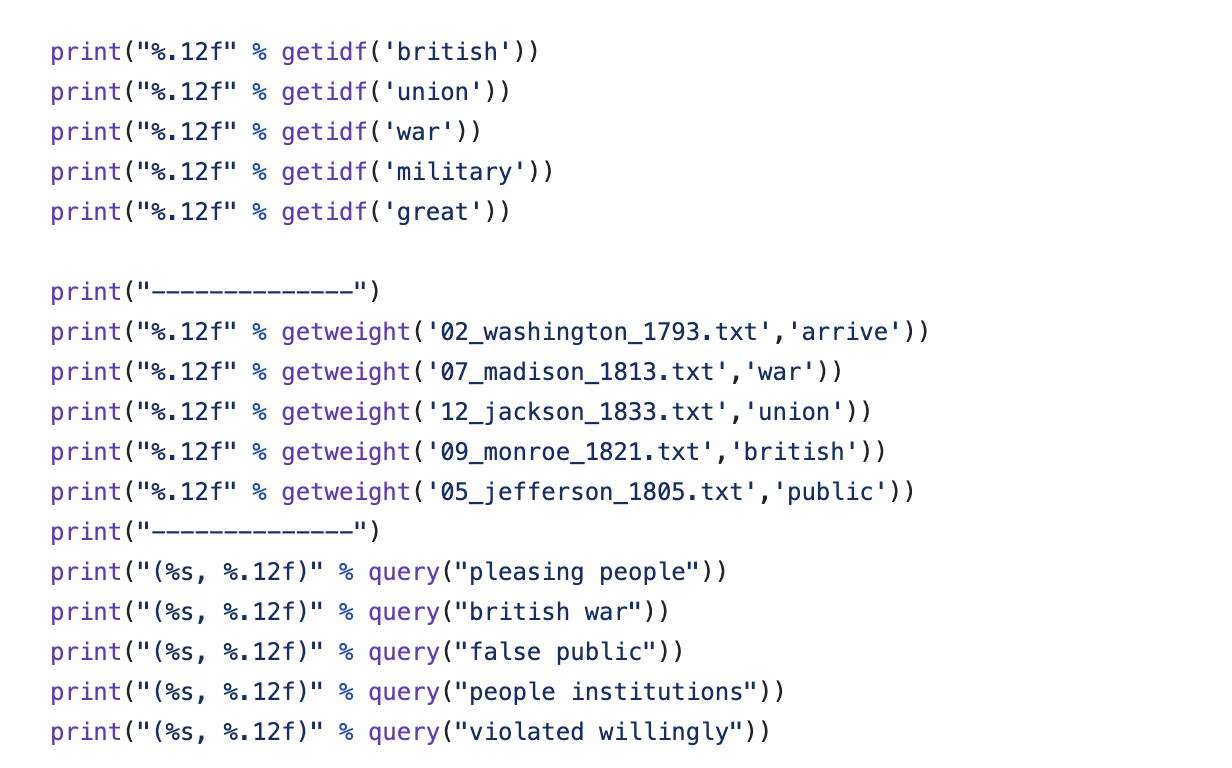 print("%.12f" % getidf('british'))
print("%.12f" % getidf('union'))
print("%.12f" % getidf('war'))
print("%.12f" % getidf('military'))
print("%.12f" % getidf('great'))
print("--------------")
print("%.12f" % getweight('02_washington_1793.txt','arrive'))
print("%.12f" % getweight('07_madison_1813.txt','war'))
print("%.12f" % getweight('12_jackson_1833.txt','union'))
print("%.12f" % getweight('09_monroe_1821.txt','british'))
print("%.12f" % getweight('05_jefferson_1805.txt','public'))
print("--------------")
print("(%s, %.12f)" % query("pleasing people"))
print("(%s, %.12f)" % query("british war"))
print("(%s, %.12f)" % query("false public"))
print("(%s, %.12f)" % query("people institutions"))
print("(%s, %.12f)" % query("violated willingly"))